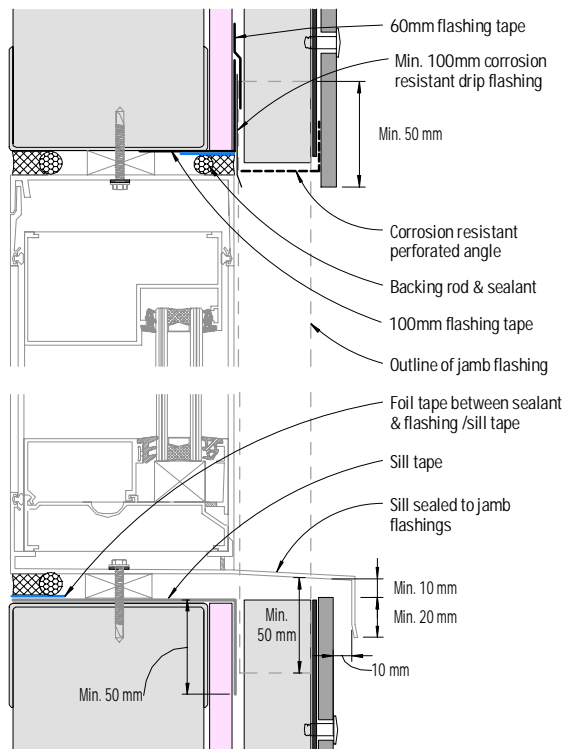 60mm flashing tape
Min. 100mm corrosion
resistant drip flashing
Min. 50 mm
Corrosion resistant
perforated angle
Backing rod & sealant
100mm flashing tape
Outline of jamb flashing
Foil tape between sealant
& flashing /sill tape
Sill tape
Sill sealed to jamb
flashings
Min. 10 mm
Min. 20 mm
Min.
50 mm
10 mm
Min. 50 mm